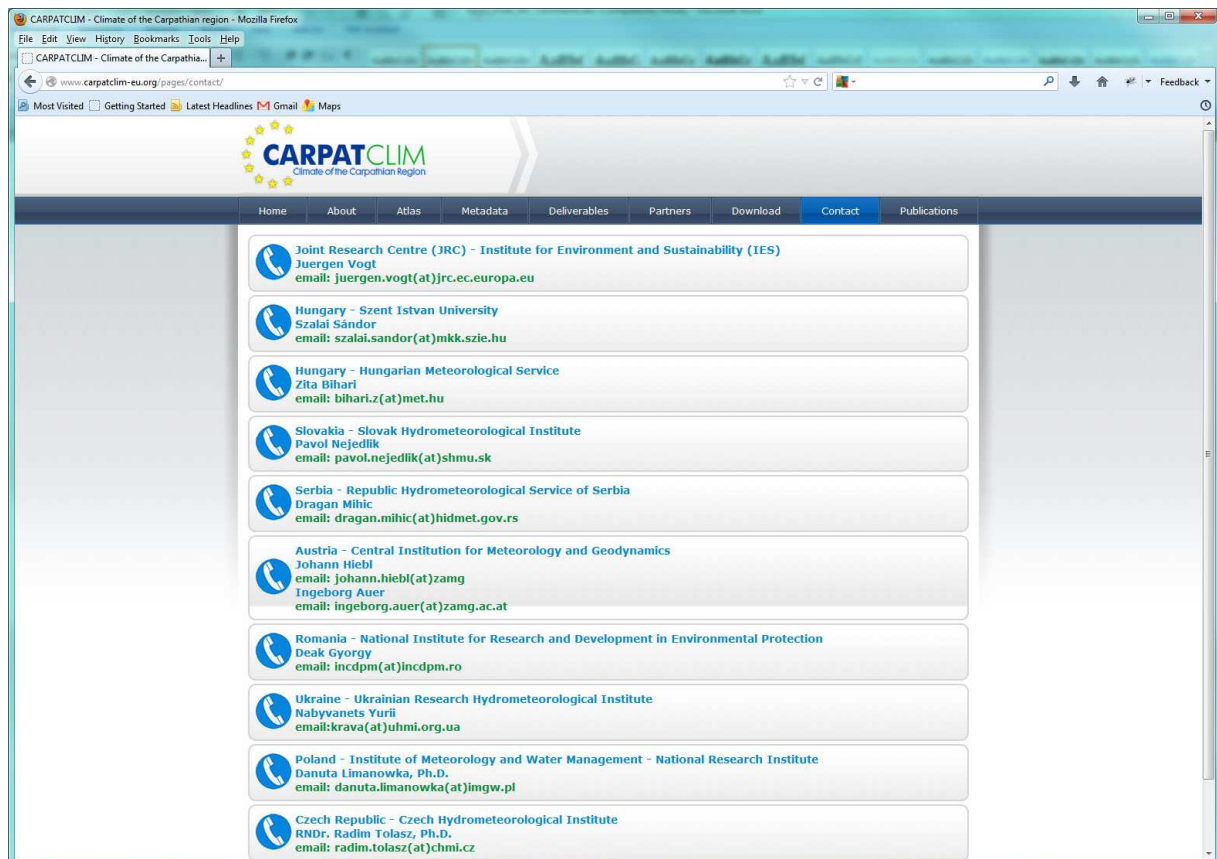 CARPATCLIM - Climate of the Carpathian region - Mozilla Firefox
File Edit View History Bookmarks Tools Help
CARPATCLIM - Climate of the Carpathia... +
www.carpatclim-eu.org/pages/contact/
Feedback
Most Visited Getting Started Latest Headlines Gmail Maps
CARPATCLIM
Climate of the Carpathian Region
Home About Atlas Metadata Deliverables Partners Download Contact Publications
Joint Research Centre (JRC) - Institute for Environment and Sustainability (IES)
Juergen Vogt
email: juergen.vogt(at)jrc.ec.europa.eu
Hungary - Szent Istvan University
Szalai Sándor
email: szalai.sandor(at)mkk.szie.hu
Hungary - Hungarian Meteorological Service
Zita Bihari
email: bihari.z(at)met.hu
Slovakia - Slovak Hydrometeorological Institute
Pavol Nejedlik
email: pavol.nejedlik(at)shmu.sk
Serbia - Republic Hydrometeorological Service of Serbia
Dragan Mihic
email: dragan.mihic(at)hidmet.gov.rs
Austria - Central Institution for Meteorology and Geodynamics
Johann Hiebl
email: johann.hiebl(at)zamg
Ingeborg Auer
email: ingeborg.auer(at)zamg.ac.at
Romania - National Institute for Research and Development in Environmental Protection
Deak Gyorgy
email: incdpm(at)incdpm.ro
Ukraine - Ukrainian Research Hydrometeorological Institute
Nabyvanets Yurii
email:krava(at)uhmi.org.ua
Poland - Institute of Meteorology and Water Management - National Research Institute
Danuta Limanowka, Ph.D.
email: danuta.limanowka(at)imgw.pl
Czech Republic - Czech Hydrometeorological Institute
RNDr. Radim Tolasz, Ph.D.
email: radim.tolasz(at)chmi.cz